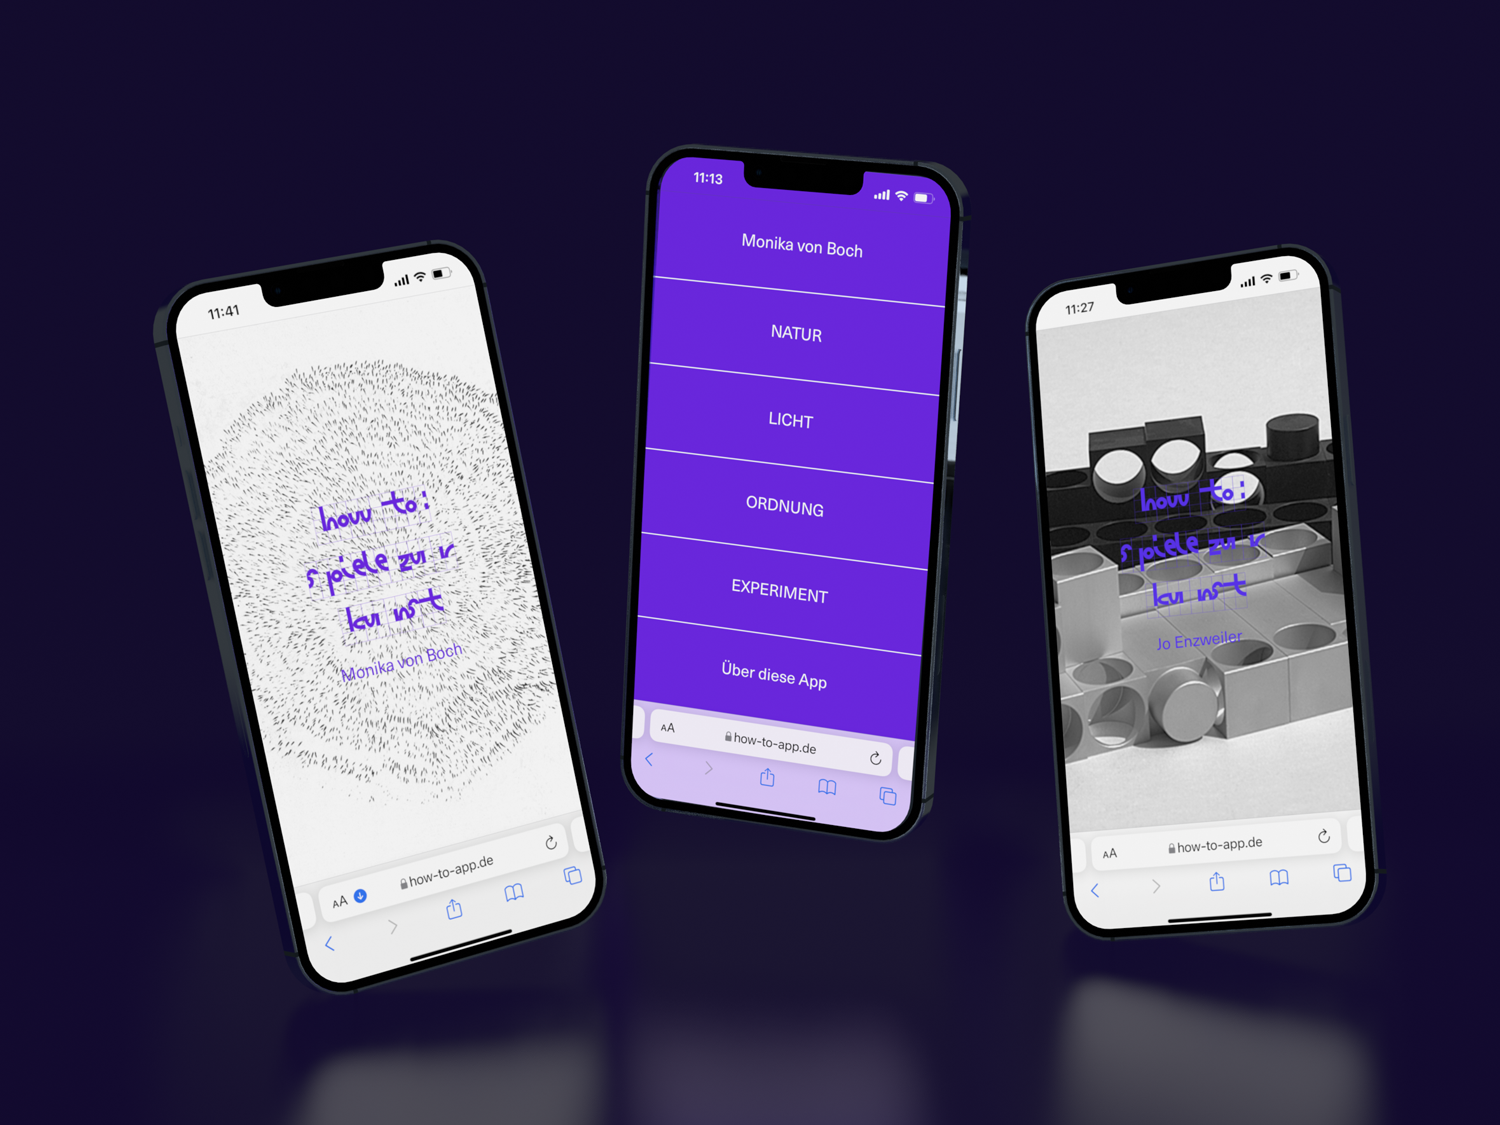 11:41
how to:
spiele zur
kunst
Monika von Boch
AA
how-to-app.de
11:13
Monika von Boch
NATUR
LICHT
ORDNUNG
EXPERIMENT
Über diese App
AA
how-to-app.de
11:27
how to:
spiele zur
kunst
Jo Enzweiler
AA
how-to-app.de